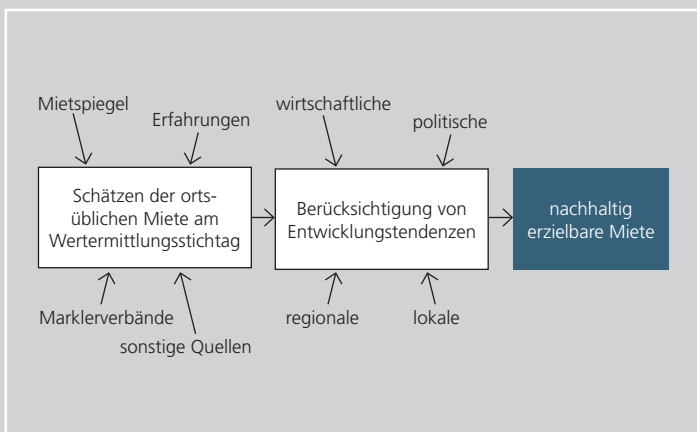 Mietspiegel
Erfahrungen
wirtschaftliche
politische
Schätzen der orts-
üblichen Miete am
Wertermittlungsstichtag
Berücksichtigung von
Entwicklungstendenzen
nachhaltig
erzielbare Miete
Marklerverbände
sonstige Quellen
regionale
lokale